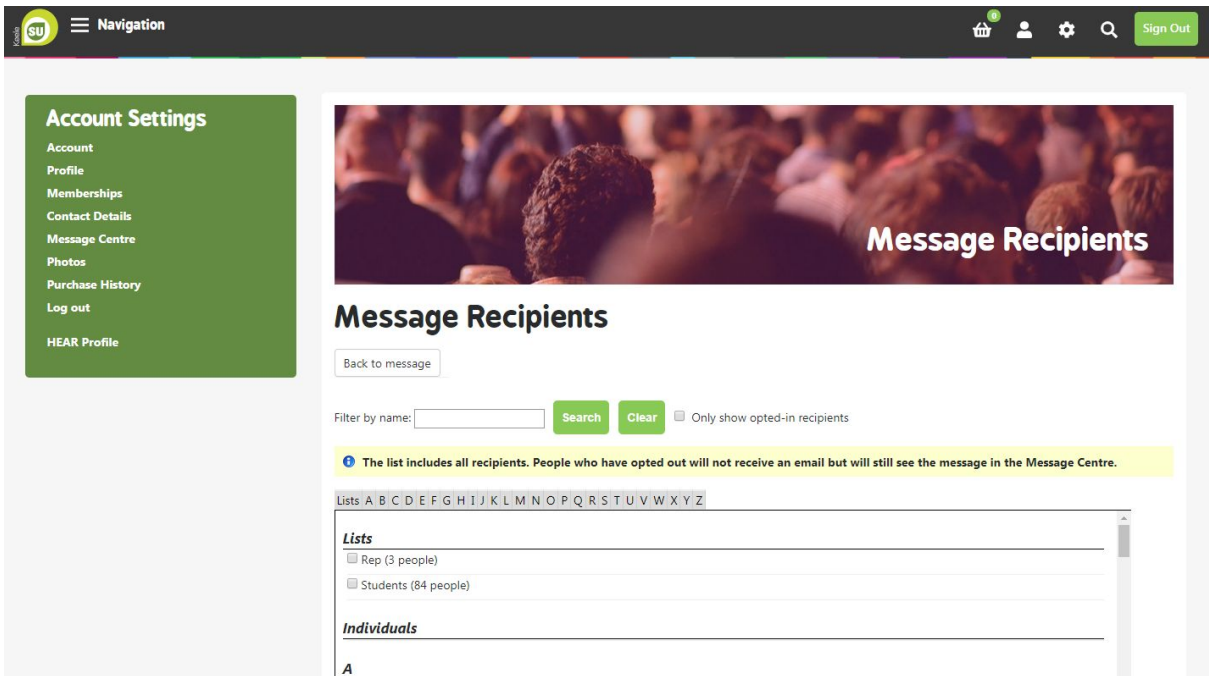 Keele
SU
Navigation
0
Sign Out
Account Settings
Account
Profile
Memberships
Contact Details
Message Centre
Photos
Purchase History
Log out
HEAR Profile
Message Recipients
Message Recipients
Back to message
Filter by name: Search Clear Only show opted-in recipients
The list includes all recipients. People who have opted out will not receive an email but will still see the message in the Message Centre.
Lists A B C D E F G H I J K L M N O P Q R S T U V W X Y Z
Lists
Rep (3 people)
Students (84 people)
Individuals
A